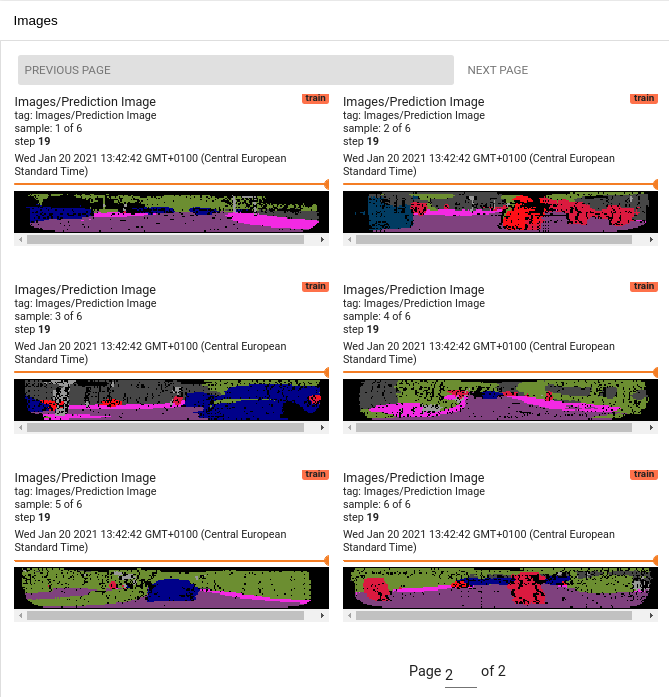 Images
PREVIOUS PAGE NEXT PAGE
Images/Prediction Image train
tag: Images/Prediction Image
sample: 1 of 6
step 19
Wed Jan 20 2021 13:42:42 GMT+0100 (Central European
Standard Time)
Images/Prediction Image train
tag: Images/Prediction Image
sample: 2 of 6
step 19
Wed Jan 20 2021 13:42:42 GMT+0100 (Central European
Standard Time)
Images/Prediction Image train
tag: Images/Prediction Image
sample: 3 of 6
step 19
Wed Jan 20 2021 13:42:42 GMT+0100 (Central European
Standard Time)
Images/Prediction Image train
tag: Images/Prediction Image
sample: 4 of 6
step 19
Wed Jan 20 2021 13:42:42 GMT+0100 (Central European
Standard Time)
Images/Prediction Image train
tag: Images/Prediction Image
sample: 5 of 6
step 19
Wed Jan 20 2021 13:42:42 GMT+0100 (Central European
Standard Time)
Images/Prediction Image train
tag: Images/Prediction Image
sample: 6 of 6
step 19
Wed Jan 20 2021 13:42:42 GMT+0100 (Central European
Standard Time)
Page 2 of 2